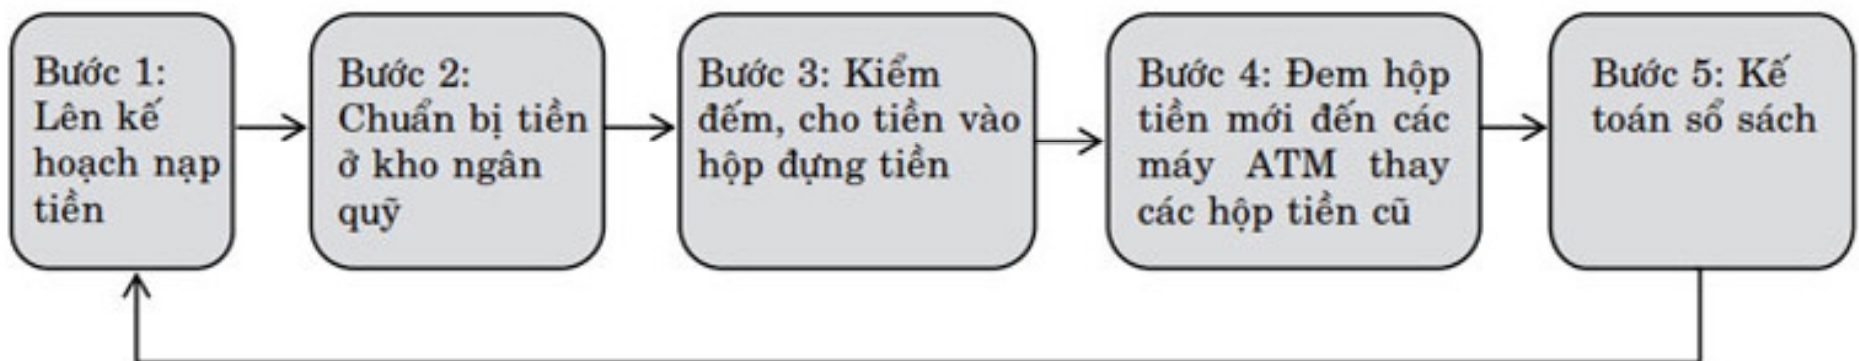 Bước 1:
Lên kế
hoạch nạp
tiền
Bước 2:
Chuẩn bị tiền
ở kho ngân
quỹ
Bước 3: Kiểm
đếm, cho tiền vào
hộp đựng tiền
Bước 4: Đem hộp
tiền mới đến các
máy ATM thay
các hộp tiền cũ
Bước 5: Kế
toán sổ sách